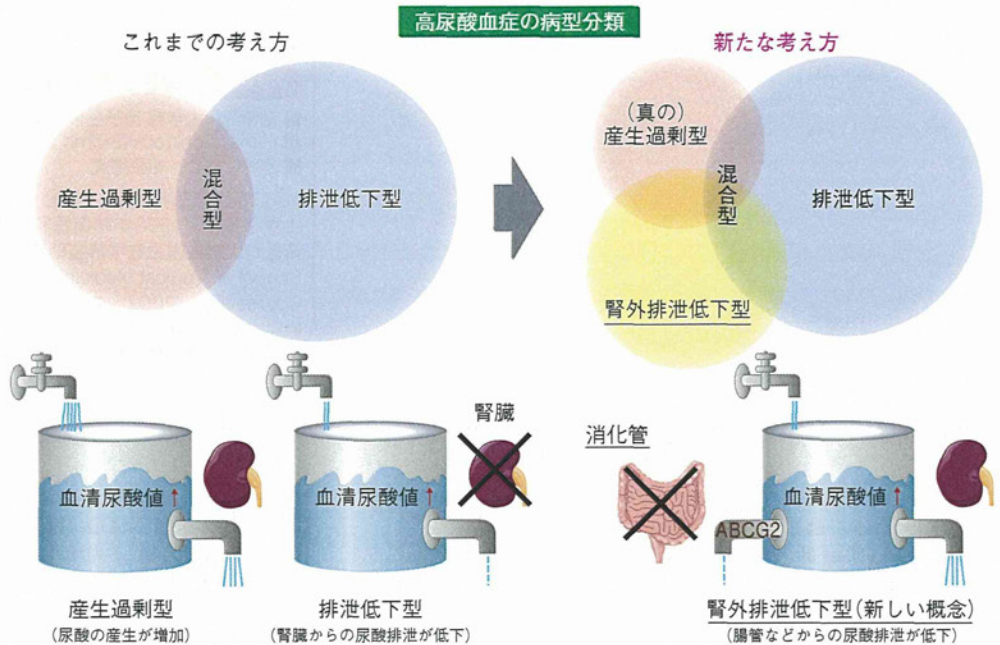 高尿酸血症の病型分類
これまでの考え方
産生過剰型
混合型
排泄低下型
新たな考え方
(真の)
産生過剰型
混合型
排泄低下型
腎外排泄低下型
血清尿酸値↑
産生過剰型
(尿酸の産生が増加)
腎臓
血清尿酸値↑
排泄低下型
(腎臓からの尿酸排泄が低下)
消化管
ABCG2
血清尿酸値↑
腎外排泄低下型(新しい概念)
(腸管などからの尿酸排泄が低下)